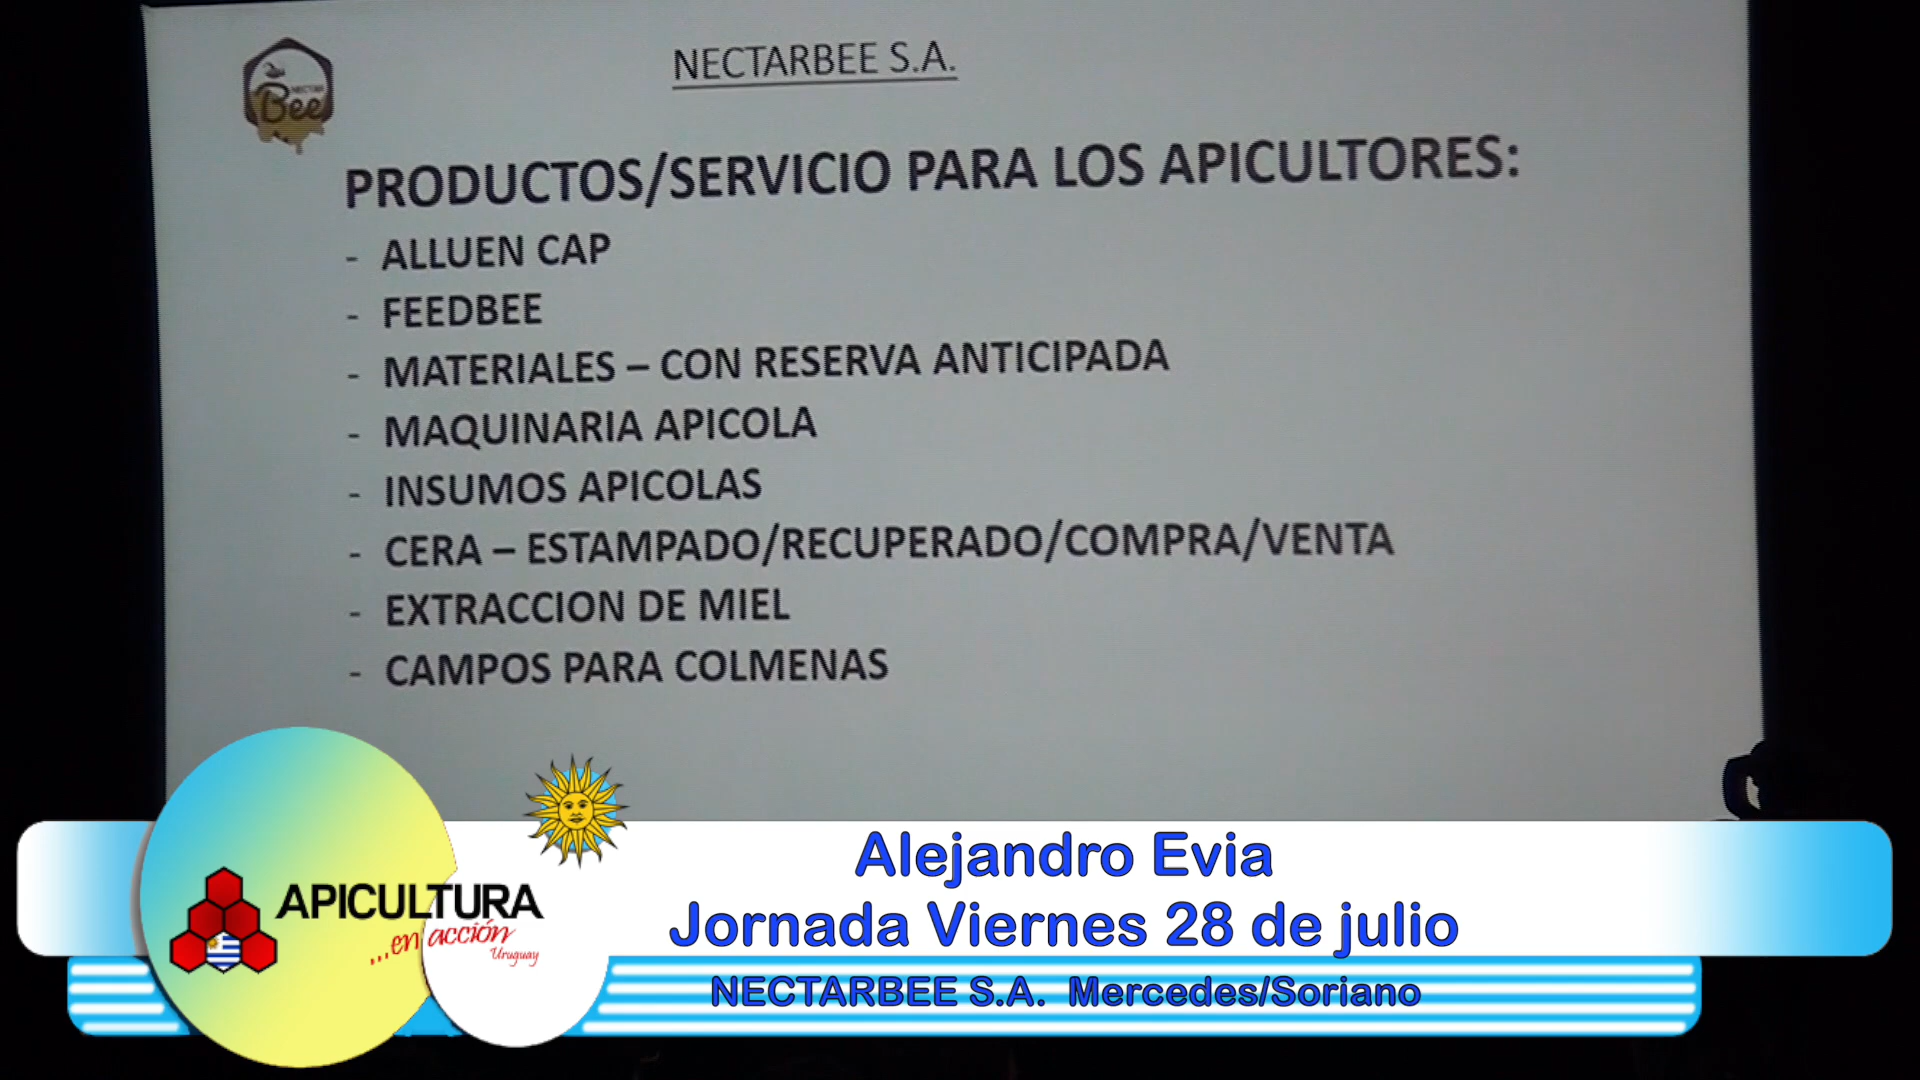 NECTARBEE S.A.
NECTAR
Bee
PRODUCTOS/SERVICIO PARA LOS APICULTORES:
- ALLUEN CAP
- FEEDBEE
- MATERIALES – CON RESERVA ANTICIPADA
- MAQUINARIA APICOLA
- INSUMOS APICOLAS
- CERA – ESTAMPADO/RECUPERADO/COMPRA/VENTA
- EXTRACCION DE MIEL
- CAMPOS PARA COLMENAS
APICULTURA
...en acción
Uruguay
Alejandro Evia
Jornada Viernes 28 de julio
NECTARBEE S.A. Mercedes/Soriano